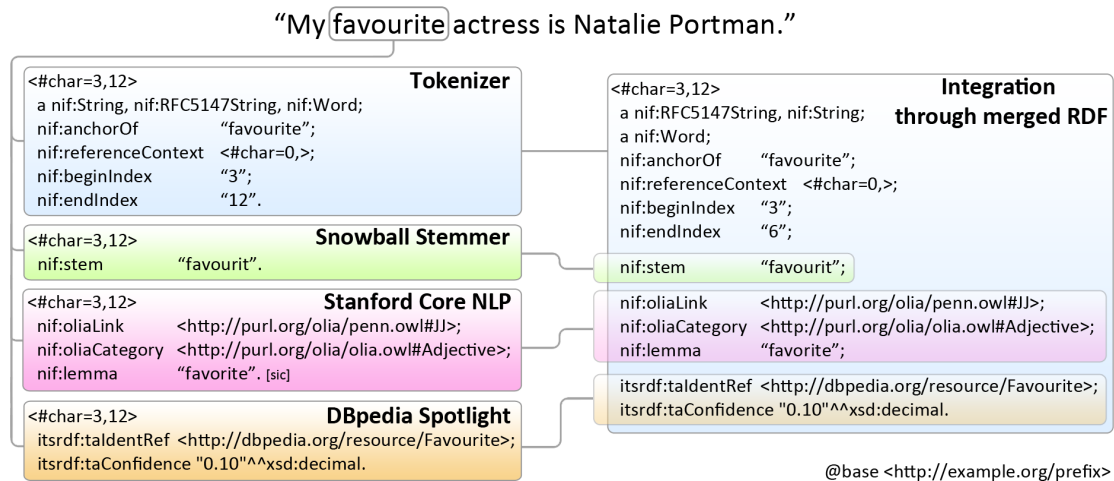 “My favourite actress is Natalie Portman.”
<#char=3,12>
Tokenizer
a nif:String, nif:RFC5147String, nif:Word;
nif:anchorOf “favourite”;
nif:referenceContext <#char=0,>;
nif:beginIndex “3”;
nif:endIndex “12”.
<#char=3,12>
Snowball Stemmer
nif:stem “favourit”.
<#char=3,12>
Stanford Core NLP
nif:oliaLink <http://purl.org/olia/penn.owl#JJ>;
nif:oliaCategory <http://purl.org/olia/olia.owl#Adjective>;
nif:lemma “favorite”. [sic]
<#char=3,12>
DBpedia Spotlight
itsrdf:taIdentRef <http://dbpedia.org/resource/Favourite>;
itsrdf:taConfidence "0.10"^^xsd:decimal.
Integration
through merged RDF
<#char=3,12>
a nif:RFC5147String, nif:String;
a nif:Word;
nif:anchorOf “favourite”;
nif:referenceContext <#char=0,>;
nif:beginIndex “3”;
nif:endIndex “6”;
nif:stem “favourit”;
nif:oliaLink <http://purl.org/olia/penn.owl#JJ>;
nif:oliaCategory <http://purl.org/olia/olia.owl#Adjective>;
nif:lemma “favorite”;
itsrdf:taIdentRef <http://dbpedia.org/resource/Favourite>;
itsrdf:taConfidence "0.10"^^xsd:decimal.
@base <http://example.org/prefix>